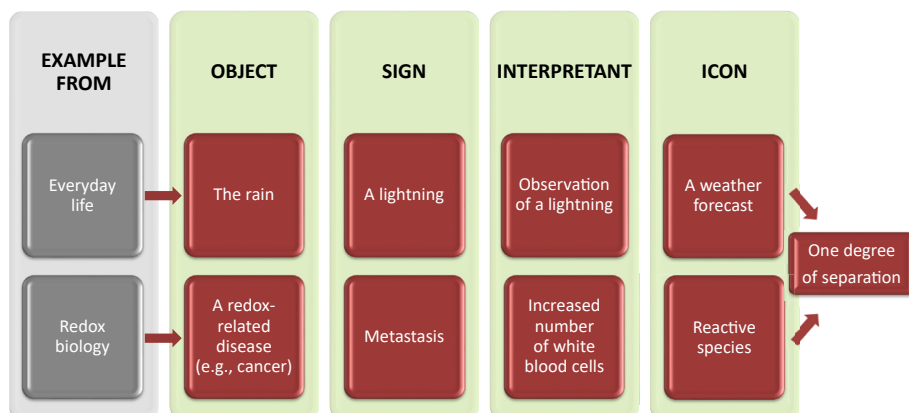 EXAMPLE
FROM
OBJECT
SIGN
INTERPRETANT
ICON
Everyday
life
The rain
A lightning
Observation
of a lightning
A weather
forecast
One degree
of separation
Redox
biology
A redox-
related
disease
(e.g., cancer)
Metastasis
Increased
number
of white
blood cells
Reactive
species